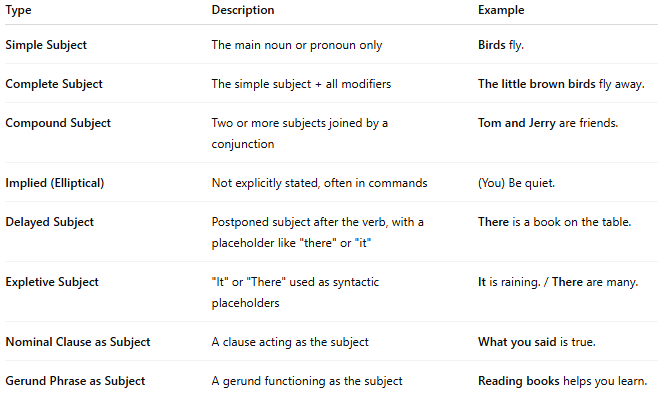 Type Description Example
Simple Subject The main noun or pronoun only Birds fly.
Complete Subject The simple subject + all modifiers The little brown birds fly away.
Compound Subject Two or more subjects joined by a Tom and Jerry are friends.
conjunction
Implied (Elliptical) Not explicitly stated, often in commands (You) Be quiet.
Delayed Subject Postponed subject after the verb, with a There is a book on the table.
placeholder like "there" or "it"
Expletive Subject "It" or "There" used as syntactic It is raining. / There are many.
placeholders
Nominal Clause as Subject A clause acting as the subject What you said is true.
Gerund Phrase as Subject A gerund functioning as the subject Reading books helps you learn.